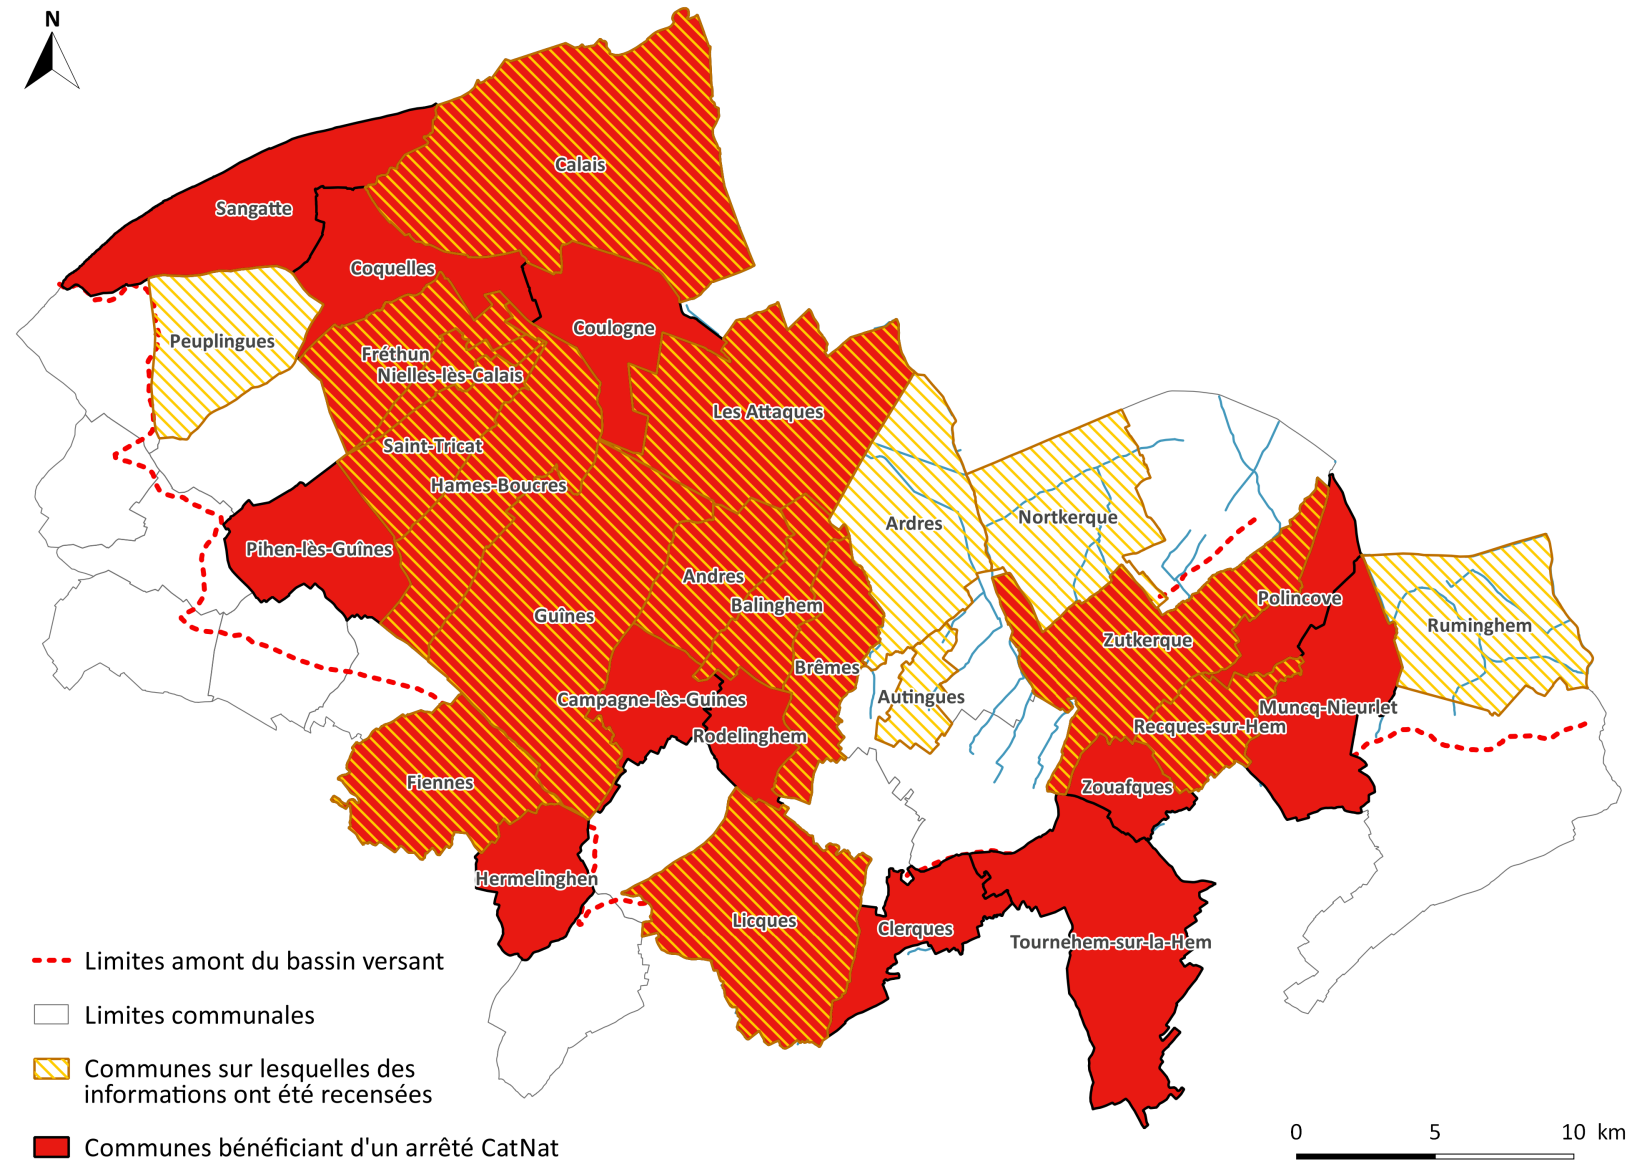 N
Calais
Sangatte
Coquelles
Coulogne
Peuplingues
Fréthun
Nielles-lès-Calais
Les Attaques
Saint-Tricat
Hames-Boucres
Ardres
Nortkerque
Pihen-lès-Guînes
Andres
Balinghem
Guînes
Polincove
Ruminghem
Zutkerque
Brêmes
Autingues
Campagne-lès-Guines
Muncq-Nieurlet
Recques-sur-Hem
Rodelinghem
Fiennes
Zouafques
Hermelinghen
Licques
Clerques
Tournehem-sur-la-Hem
Limites amont du bassin versant
Limites communales
Communes sur lesquelles des
informations ont été recensées
Communes bénéficiant d'un arrêté CatNat
0 5 10 km